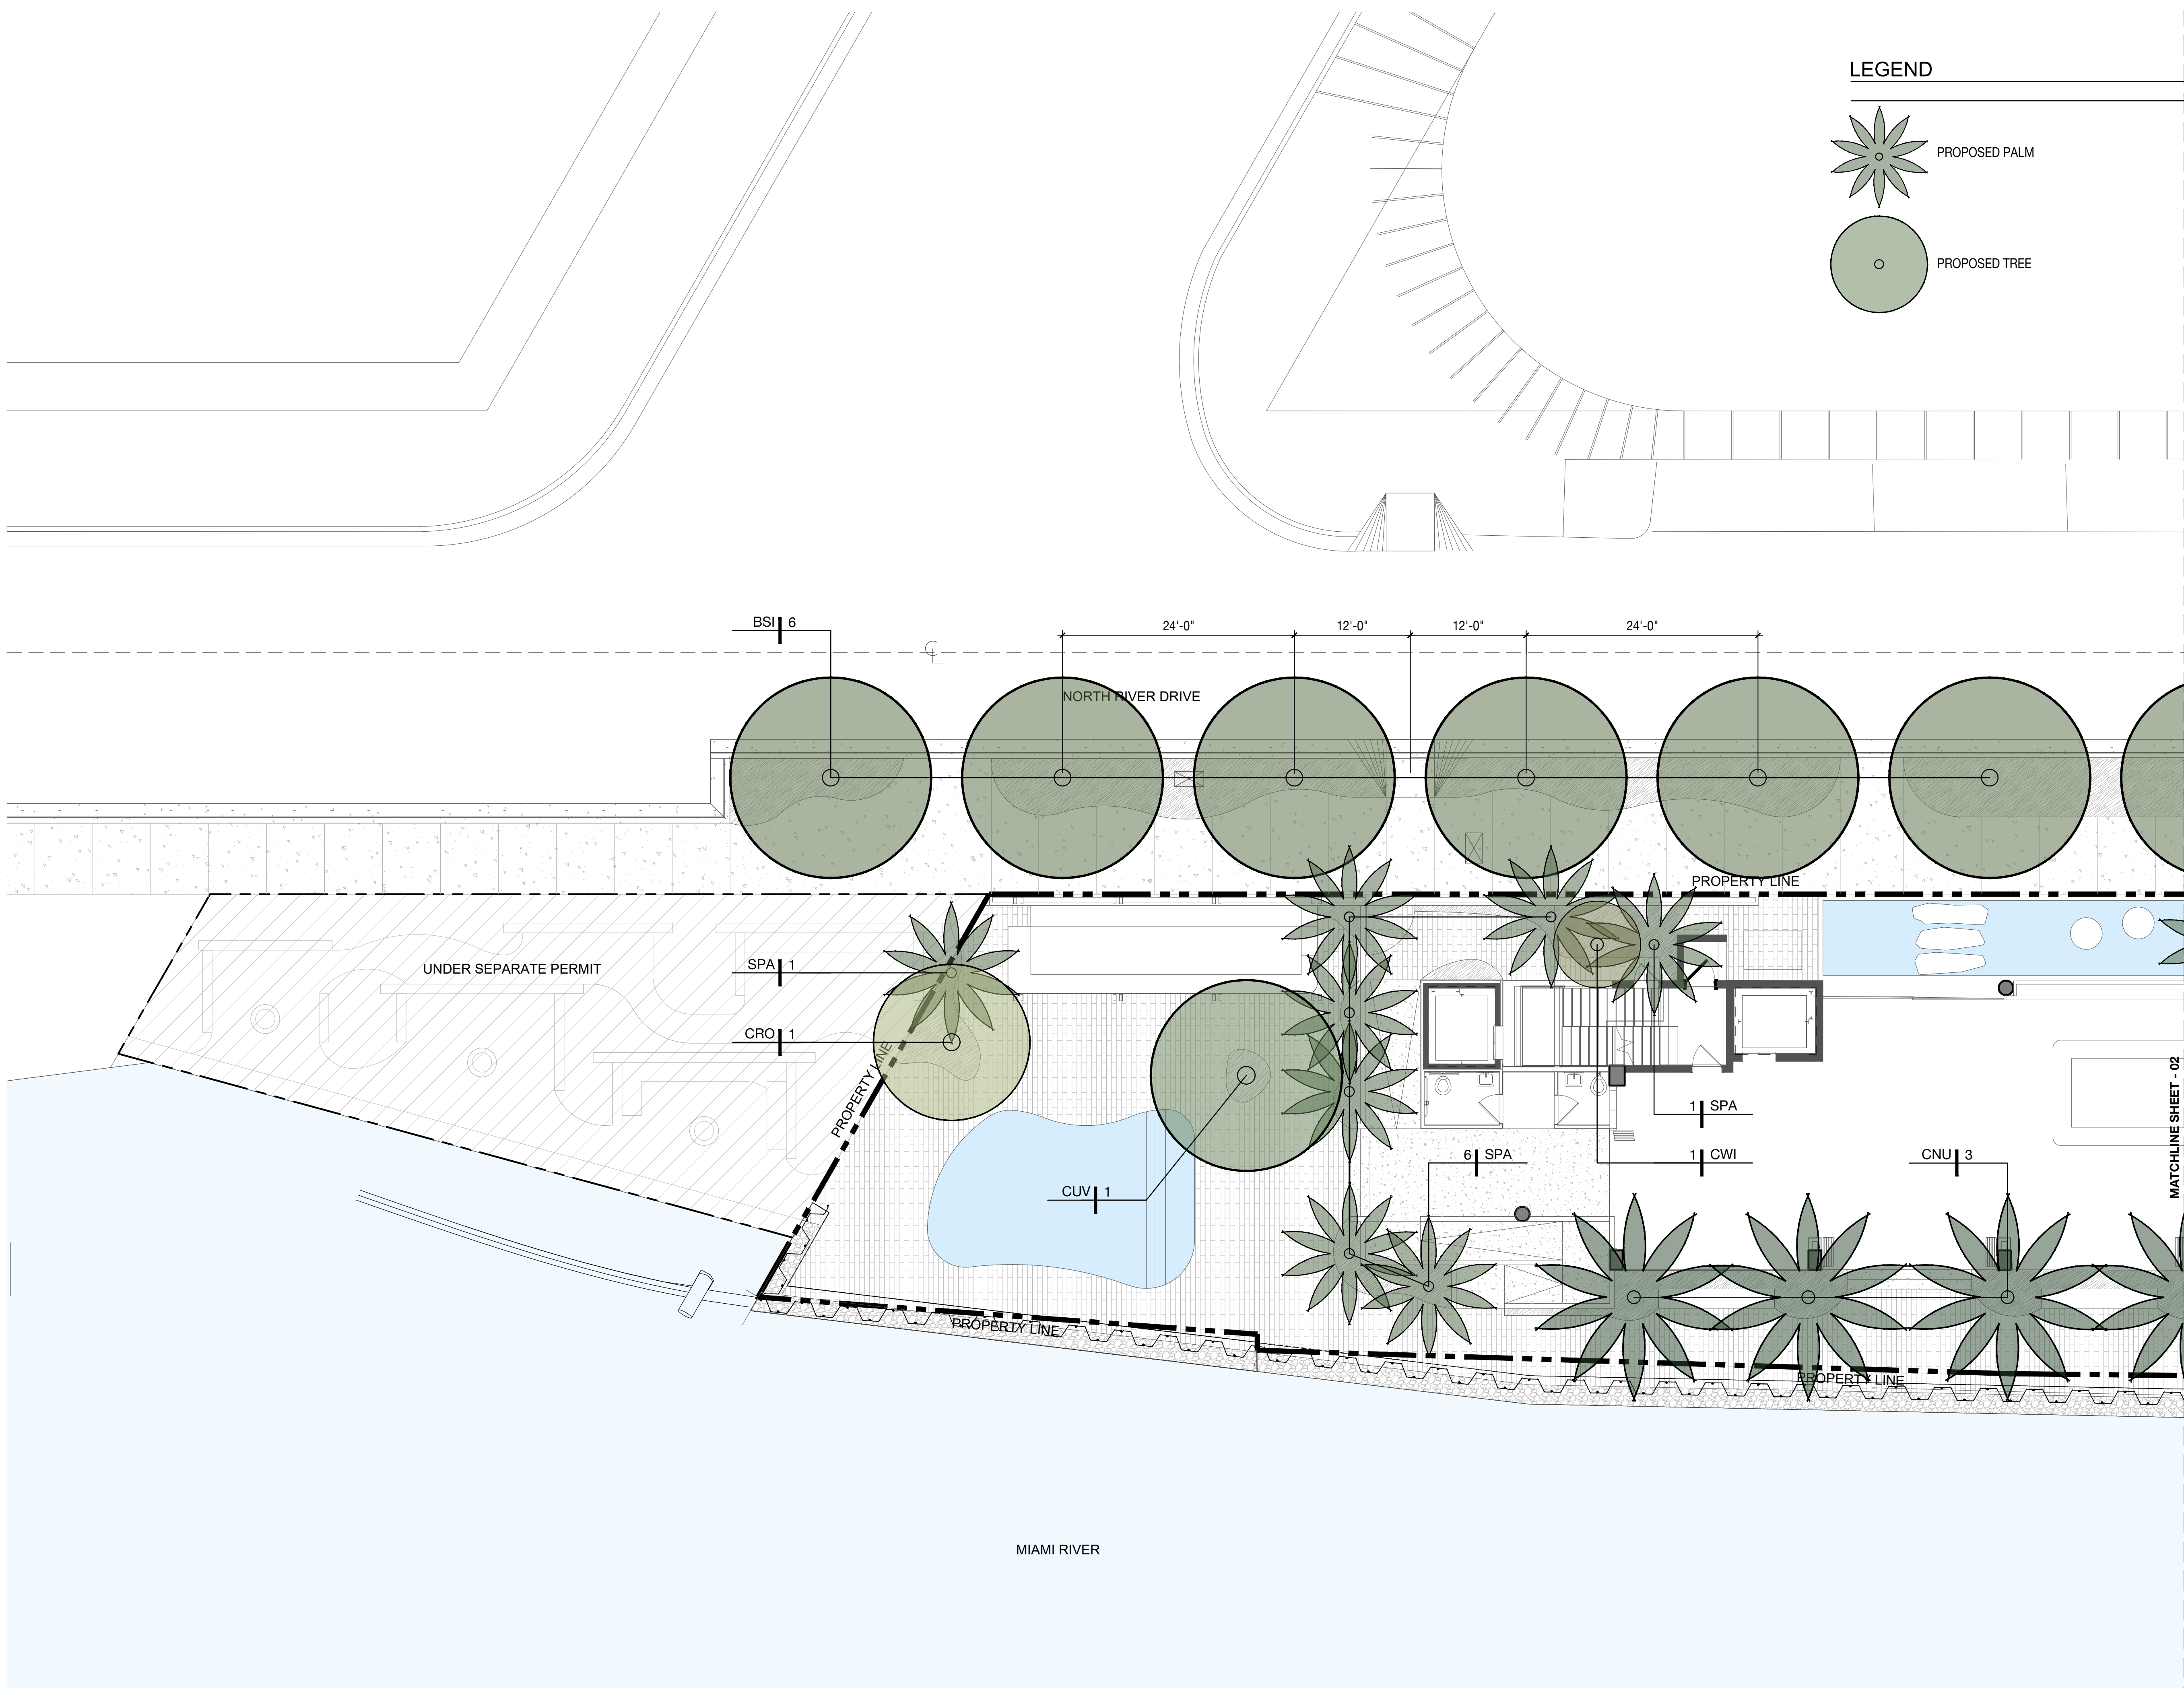 LEGEND
PROPOSED PALM
PROPOSED TREE
BSI 6
24'-0"
12'-0"
12'-0"
24'-0"
CL
NORTH RIVER DRIVE
PROPERTY LINE
UNDER SEPARATE PERMIT
SPA 1
CRO 1
PROPERTY LINE
1 SPA
6 SPA
1 CWI
CNU 3
CUV 1
MATCHLINE SHEET - 02
PROPERTY LINE
PROPERTY LINE
MIAMI RIVER